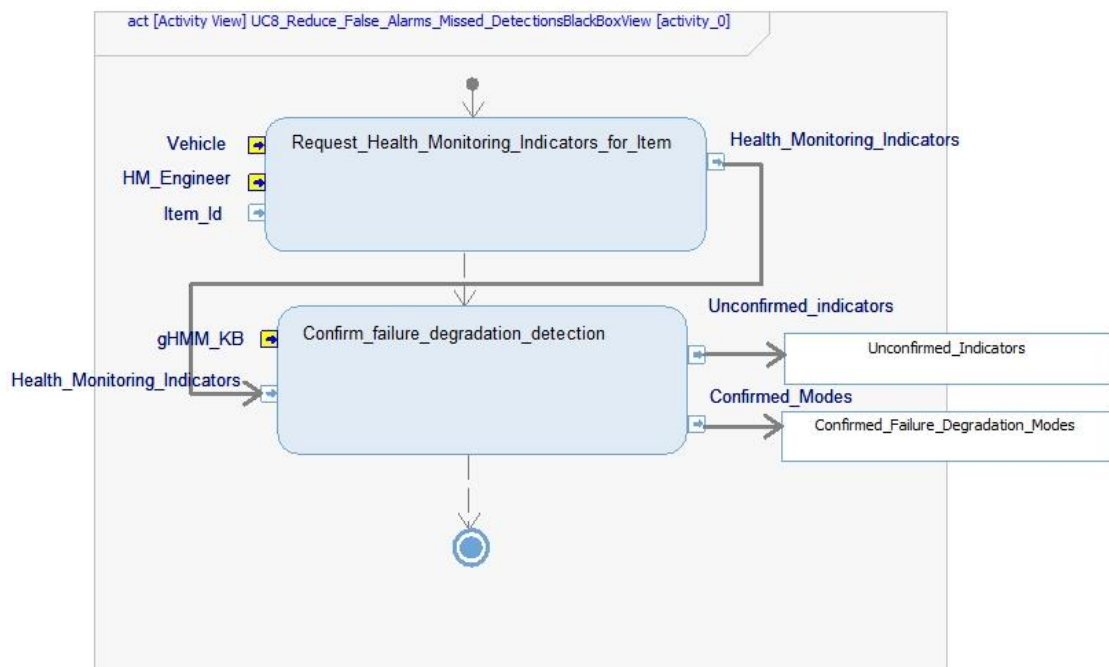 act [Activity View] UC8_Reduce_False_Alarms_Missed_DetectionsBlackBoxView [activity_0]
Vehicle
Request_Health_Monitoring_Indicators_for_Item
Health_Monitoring_Indicators
HM_Engineer
Item_Id
Unconfirmed_indicators
gHMM_KB
Confirm_failure_degradation_detection
Unconfirmed_Indicators
Health_Monitoring_Indicators
Confirmed_Modes
Confirmed_Failure_Degradation_Modes